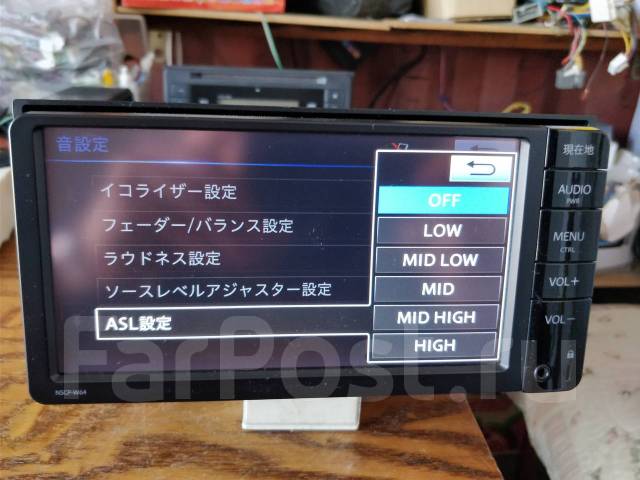 音設定
イコライザー設定
フェーダー/バランス設定
ラウドネス設定
ソースレベルアジャスター設定
ASL設定
OFF
LOW
MID LOW
MID
MID HIGH
HIGH
現在地
AUDIO
PWR
MENU
CTRL
VOL+
VOL−
NSCP-W64
FarPost.ru